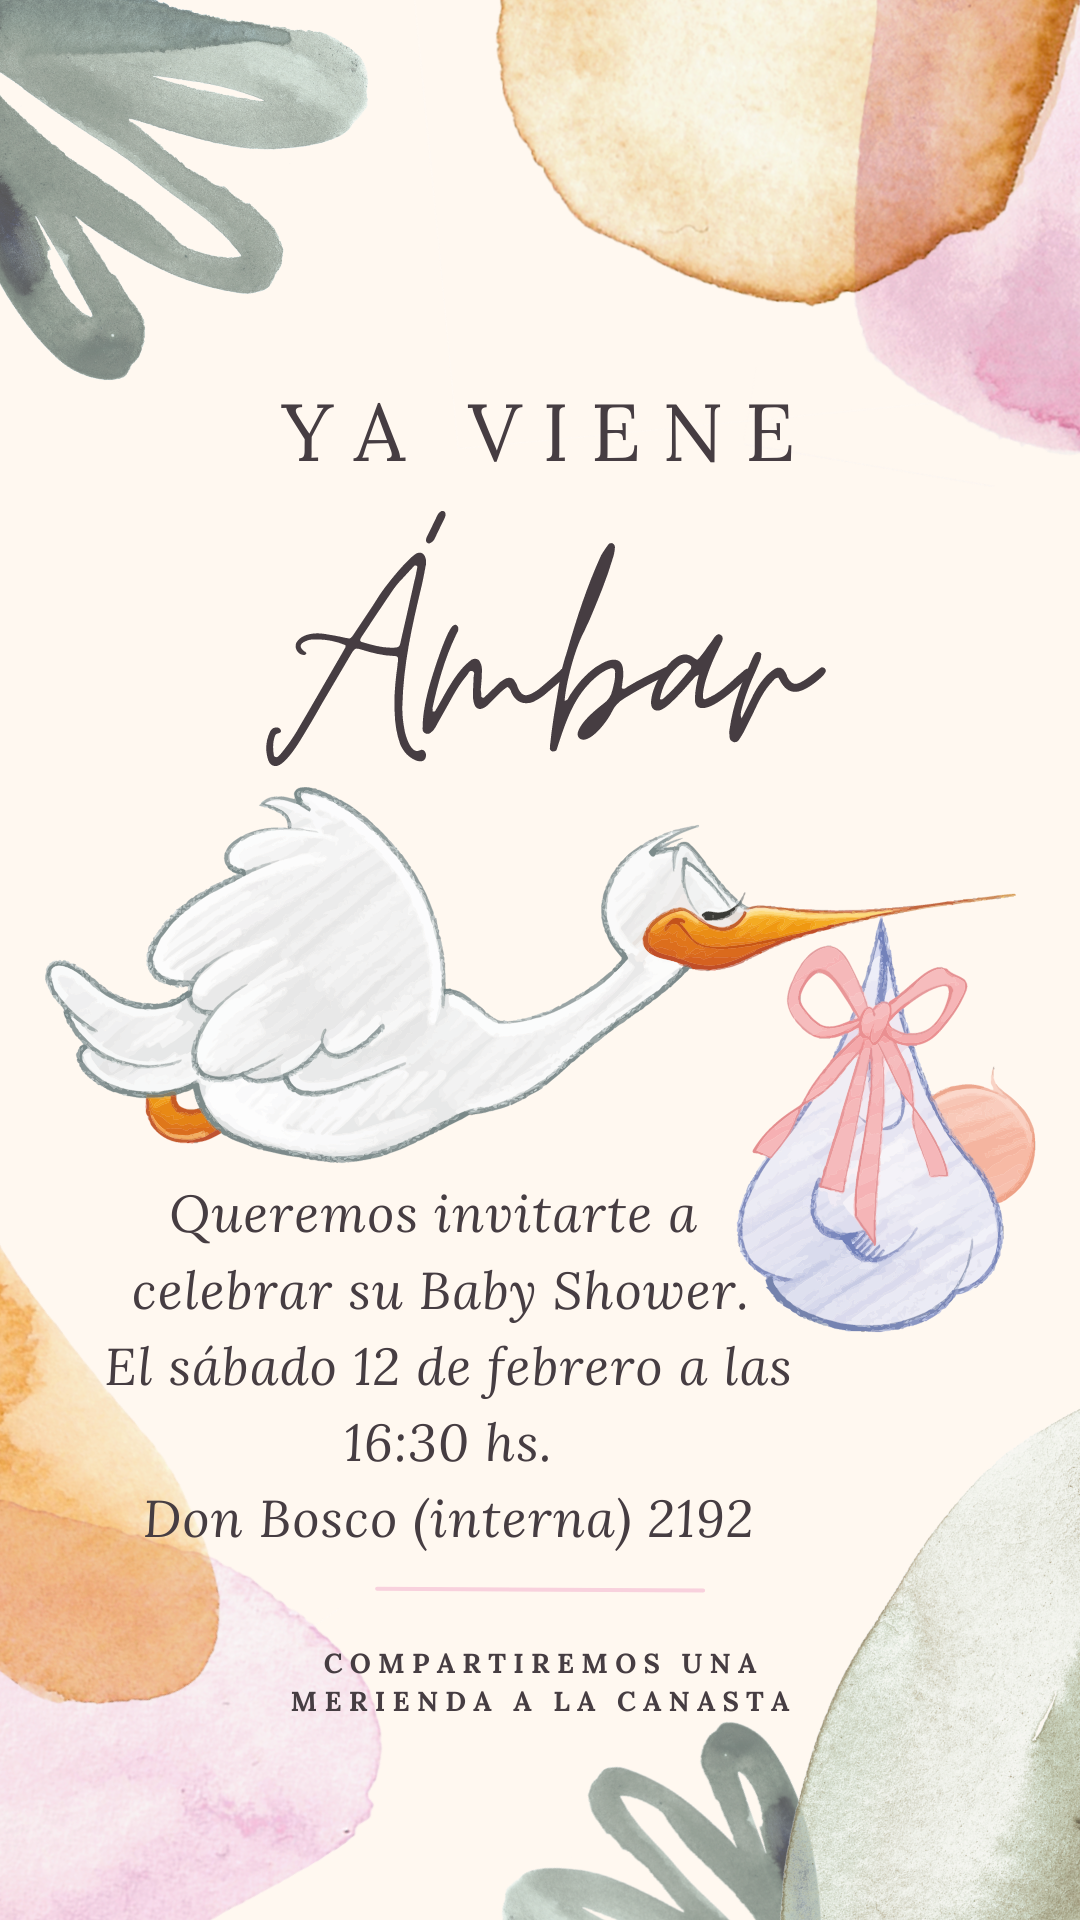 YA VIENE
Ámbar
Queremos invitarte a
celebrar su Baby Shower.
El sábado 12 de febrero a las
16:30 hs.
Don Bosco (interna) 2192
COMPARTIREMOS UNA
MERIENDA A LA CANASTA